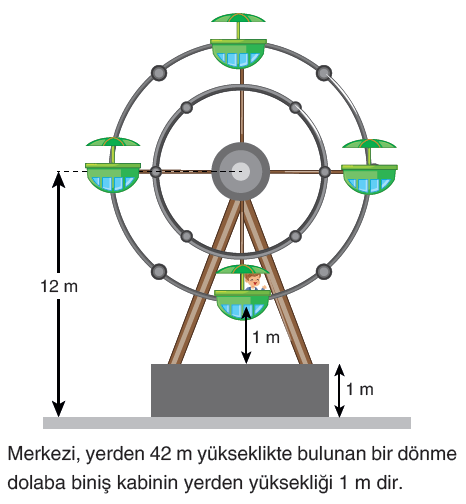 12 m
1 m
1 m
Merkezi, yerden 42 m yükseklikte bulunan bir dönme
dolaba biniş kabinin yerden yüksekliği 1 m dir.